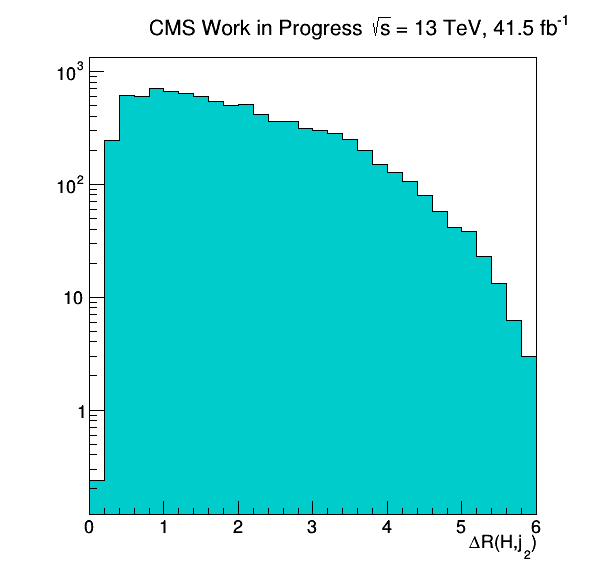 CMS Work in Progress √s = 13 TeV, 41.5 fb⁻¹
10³
10²
10
1
0 1 2 3 4 5 6
ΔR(H,j₂)